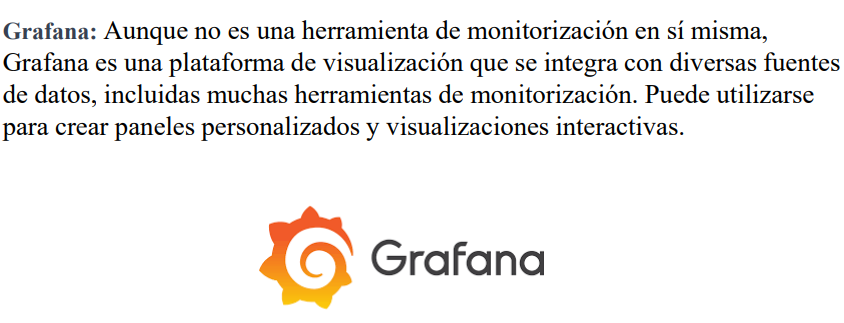 Grafana: Aunque no es una herramienta de monitorización en sí misma,
Grafana es una plataforma de visualización que se integra con diversas fuentes
de datos, incluidas muchas herramientas de monitorización. Puede utilizarse
para crear paneles personalizados y visualizaciones interactivas.
Grafana